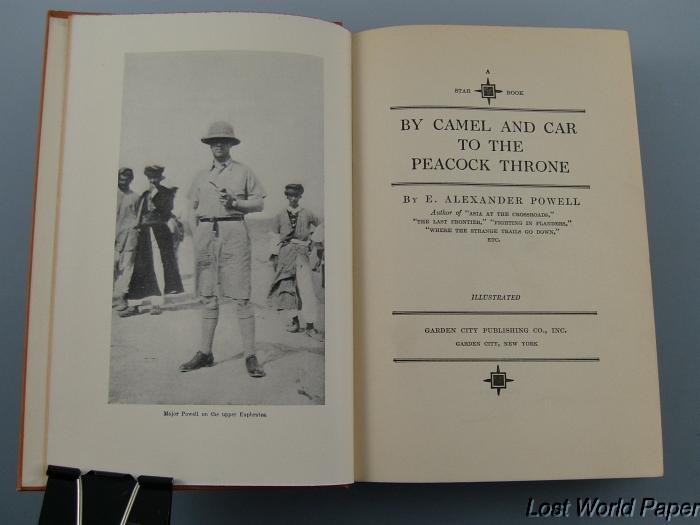 Major Powell on the upper Euphrates
A
STAR BOOK
BY CAMEL AND CAR
TO THE
PEACOCK THRONE
BY E. ALEXANDER POWELL
Author of "ASIA AT THE CROSSROADS,"
"THE LAST FRONTIER," "FIGHTING IN FLANDERS,"
"WHERE THE STRANGE TRAILS GO DOWN,"
ETC.
ILLUSTRATED
GARDEN CITY PUBLISHING CO., INC.
GARDEN CITY, NEW YORK
Lost World Paper